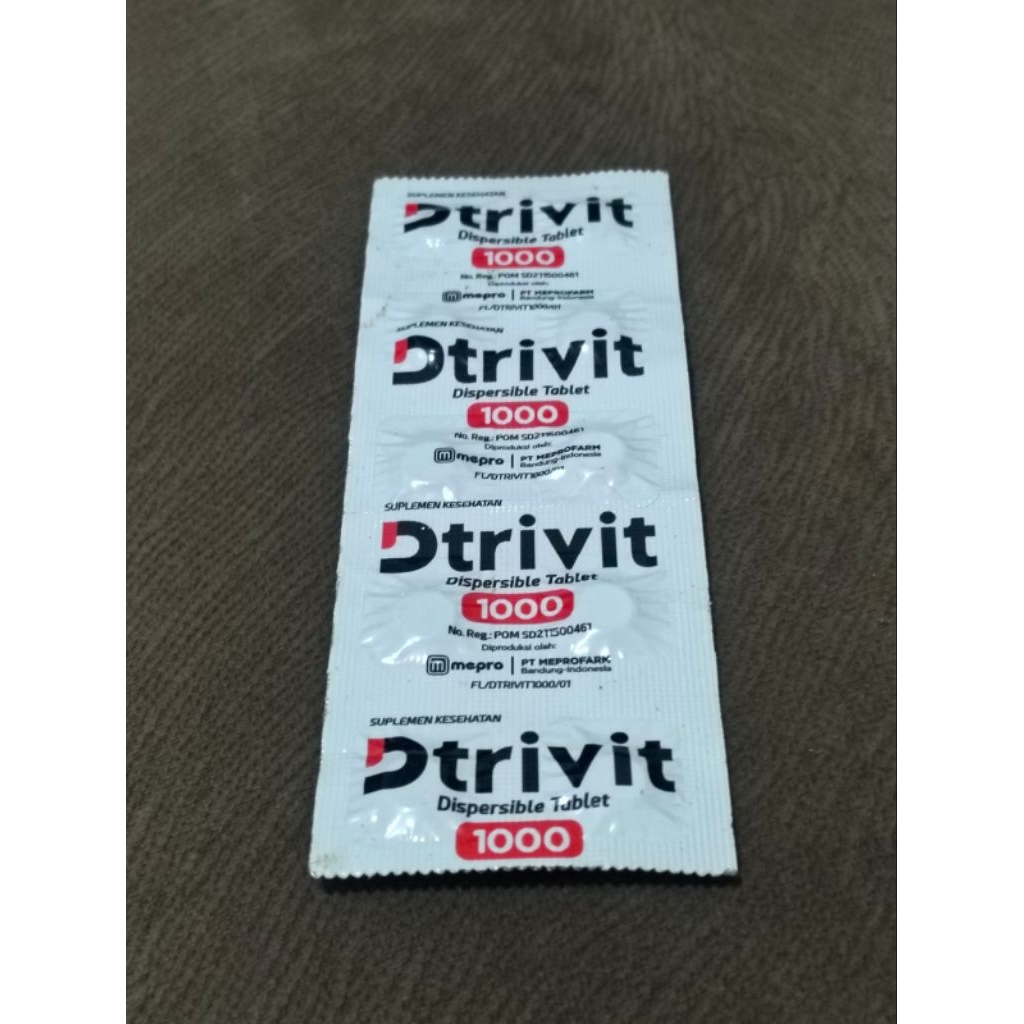 SUPLEMEN KESEHATAN
Dtrivit
Dispersible Tablet
1000
No. Reg.: POM SD211500461
Diproduksi oleh:
mepro | PT MEPROFARM
Bandung-Indonesia
FL/DTRIVIT1000/01
SUPLEMEN KESEHATAN
Dtrivit
Dispersible Tablet
1000
No. Reg.: POM SD211500461
Diproduksi oleh:
mepro | PT MEPROFARM
Bandung-Indonesia
FL/DTRIVIT1000/01
SUPLEMEN KESEHATAN
Dtrivit
Dispersible Tablet
1000
No. Reg.: POM SD211500461
Diproduksi oleh:
mepro | PT MEPROFARM
Bandung-Indonesia
FL/DTRIVIT1000/01
SUPLEMEN KESEHATAN
Dtrivit
Dispersible Tablet
1000